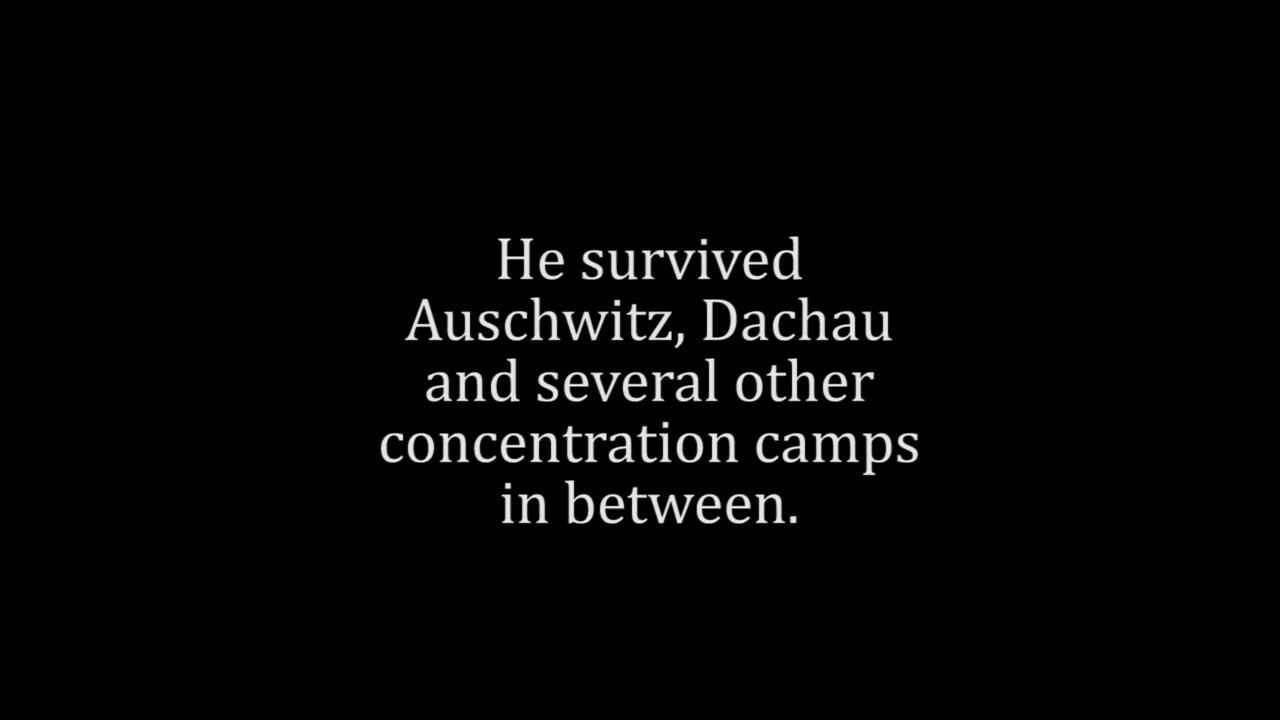 He survived
Auschwitz, Dachau
and several other
concentration camps
in between.